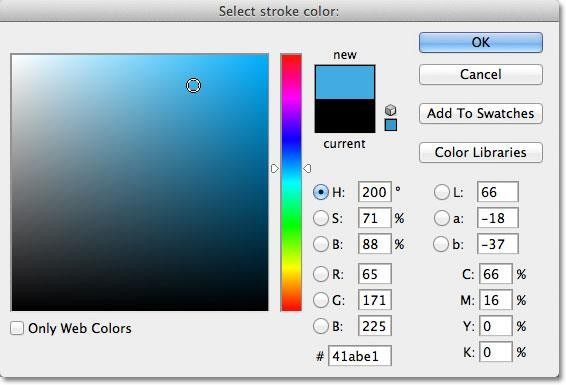 Select stroke color:
new
current
OK
Cancel
Add To Swatches
Color Libraries
H: 200 °
S: 71 %
B: 88 %
R: 65
G: 171
B: 225
# 41abe1
L: 66
a: -18
b: -37
C: 66 %
M: 16 %
Y: 0 %
K: 0 %
Only Web Colors